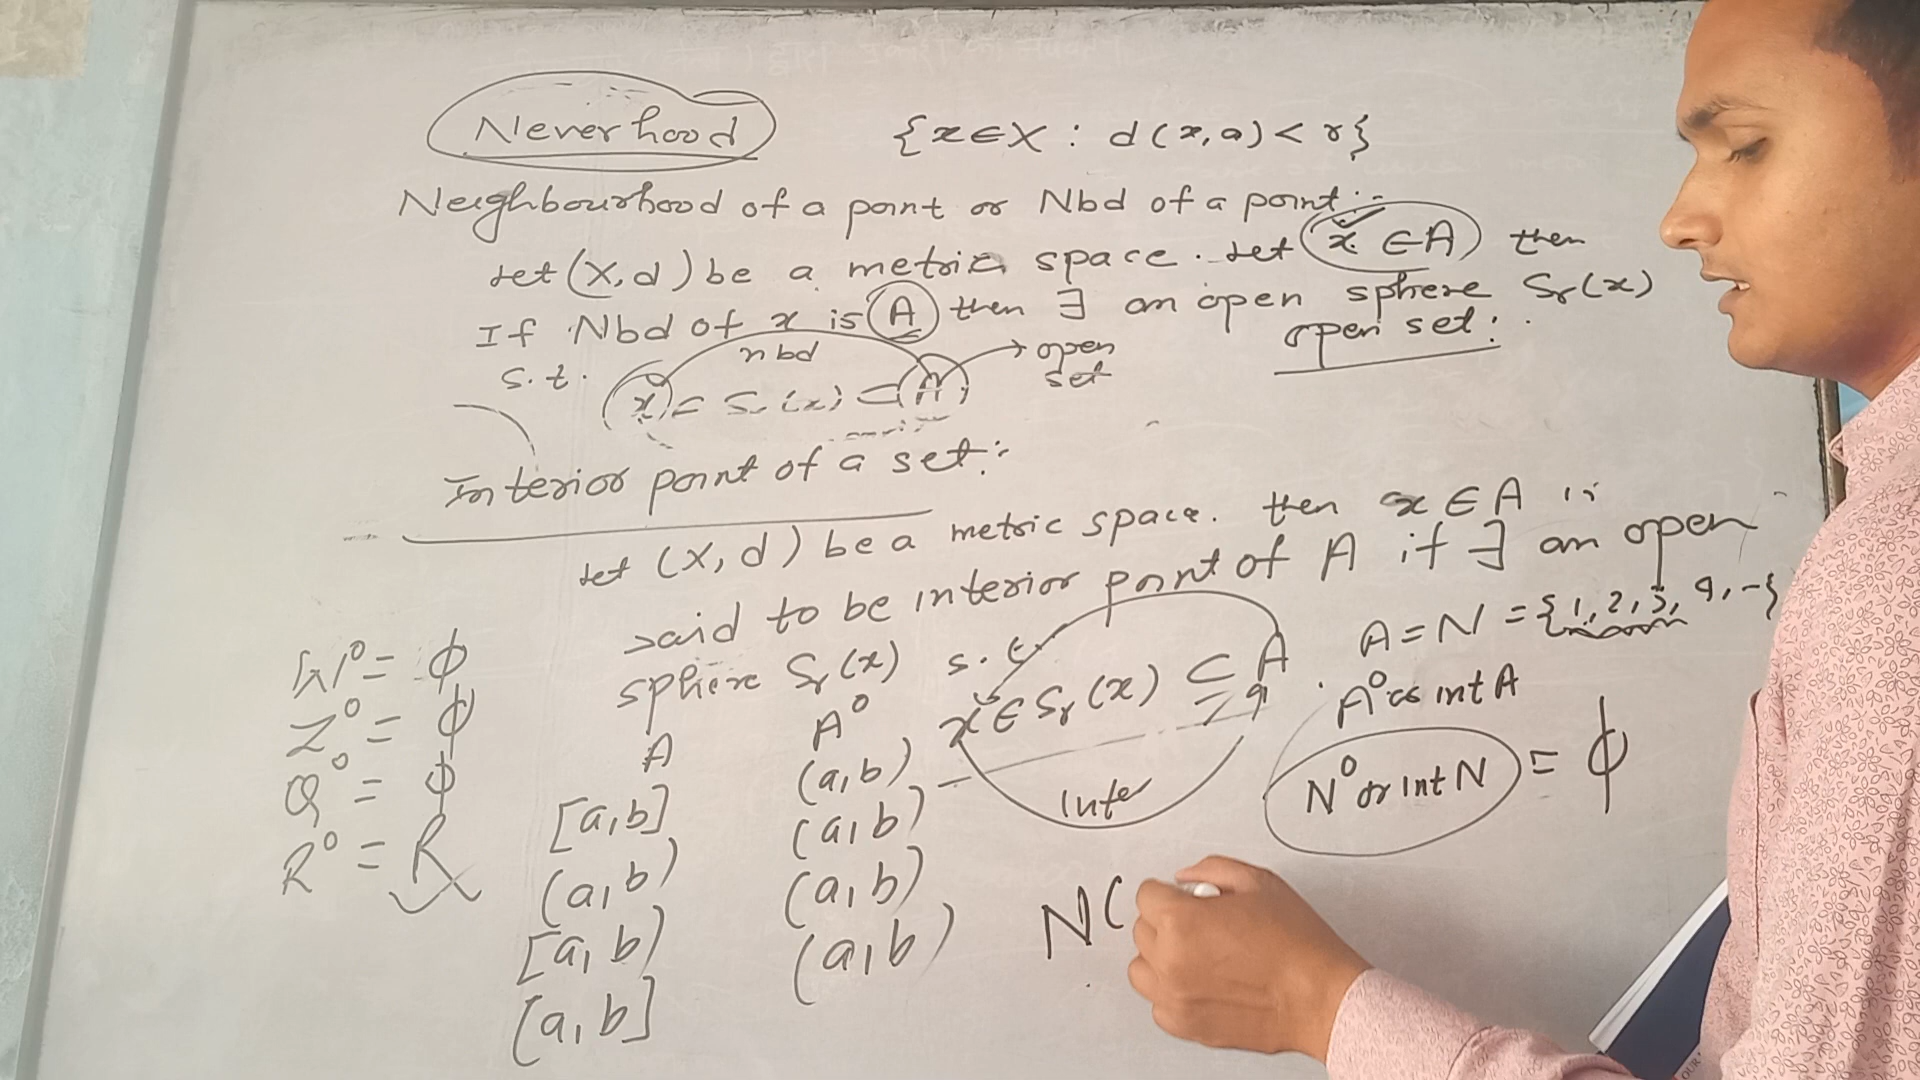 Neverhood {x∈X : d(x,a)<r}
Neighbourhood of a point or Nbd of a point :-
Let (X,d) be a metric space. Let x ∈ A then
If Nbd of x is A then ∃ an open sphere Sr(x)
open set.
nbd → open set
s.t. x ∈ Sr(x) ⊂ A
Interior point of a set:-
Let (X,d) be a metric space. then x ∈ A is
said to be interior point of A if ∃ an open
sphere Sr(x) s.t.
x ∈ Sr(x) ⊆ A
Inter
A = N = {1,2,3,4,-}
A° as int A
N° or int N = ϕ
W° = ϕ
Z° = ϕ
Q° = ϕ
R° = R
A A°
[a,b] (a,b)
(a,b) (a,b)
[a,b) (a,b)
[a,b] (a,b)
N(